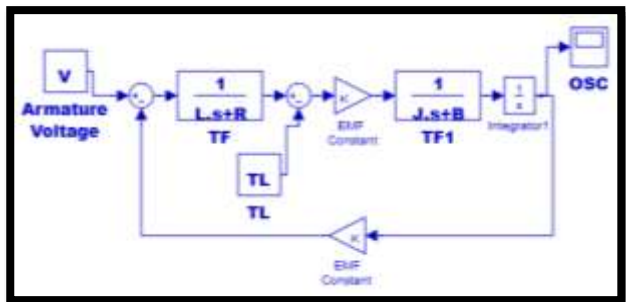 V
Armature
Voltage
1
L.s+R
TF
TL
TL
K
EMF
Constant
1
J.s+B
TF1
1
s
Integrator1
OSC
K
EMF
Constant